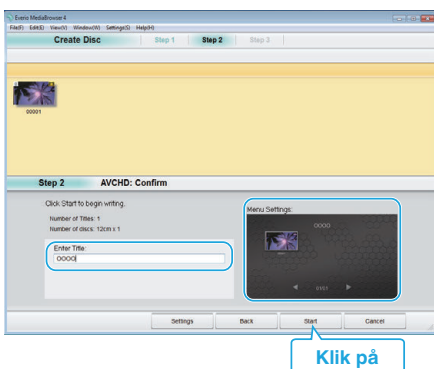 Everio MediaBrowser 4
File(F) Edit(E) View(V) Window(W) Settings(S) Help(H)
Create Disc Step 1 Step 2 Step 3
00001
Step 2 AVCHD: Confirm
Click Start to begin writing.
Number of Titles: 1
Number of discs: 12cm x 1
Enter Title:
OOOO
Menu Settings:
OOOO
01/01
Settings Back Start Cancel
Klik på